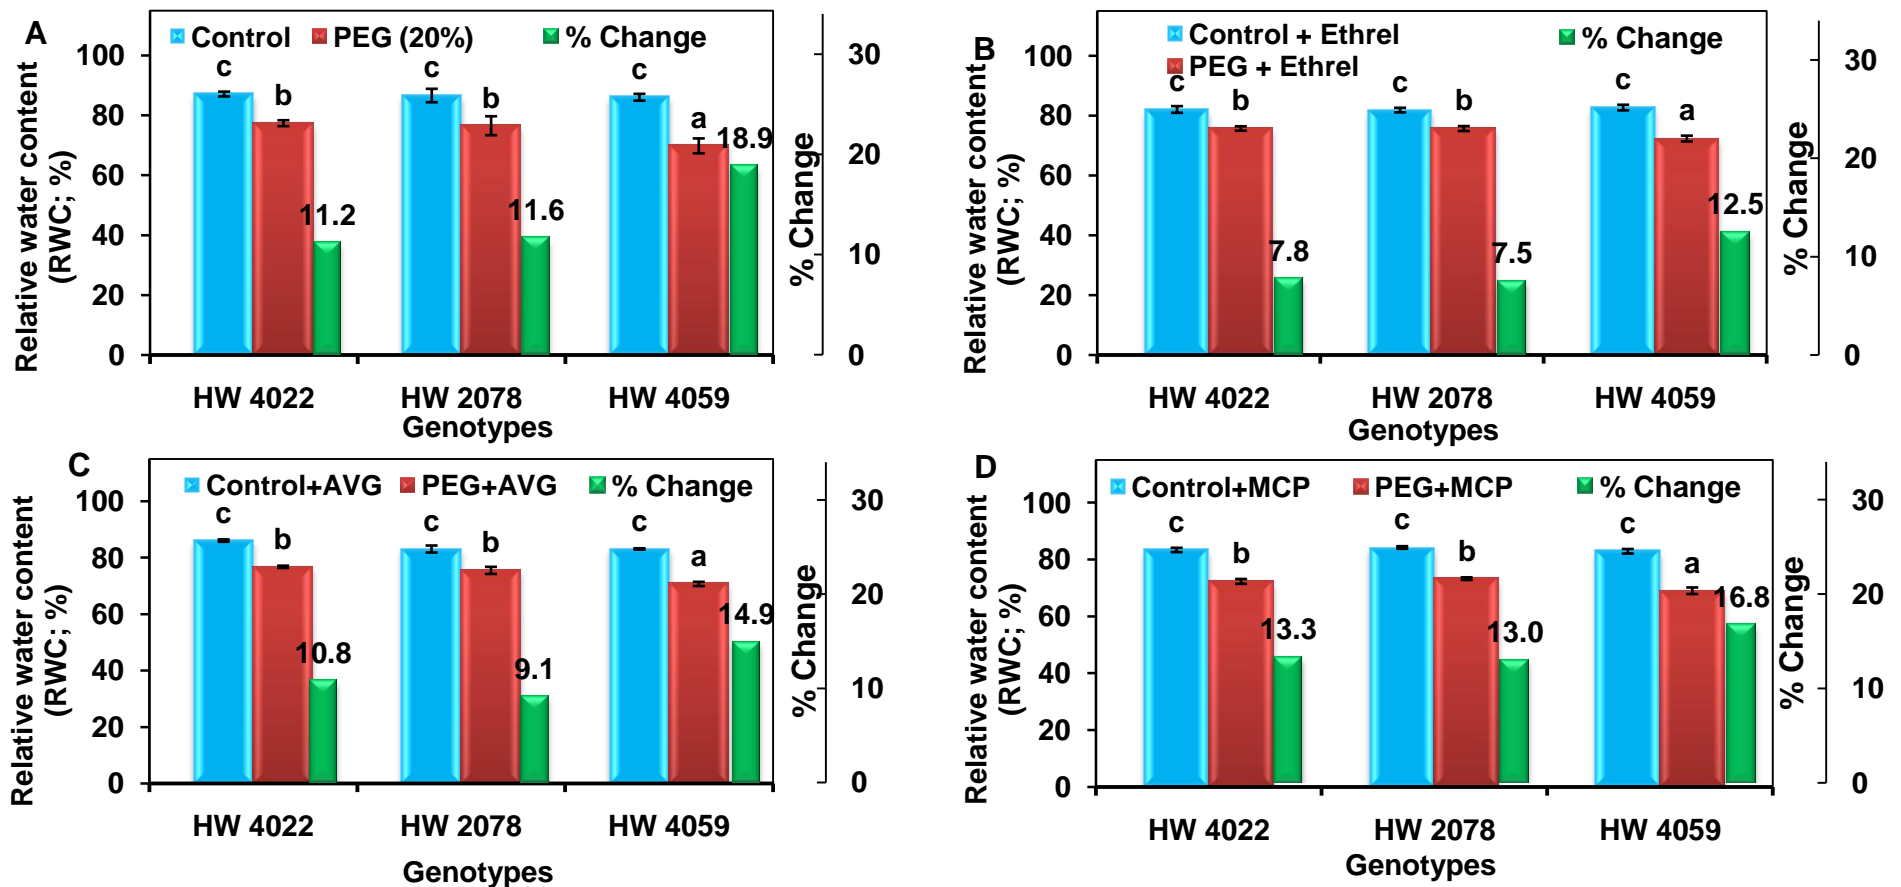 A
Control
PEG (20%)
% Change
Relative water content
(RWC; %)
100
80
60
40
20
0
c
b
11.2
c
b
11.6
c
a
18.9
30
20
10
0
% Change
HW 4022
HW 2078
HW 4059
Genotypes
B
Control + Ethrel
PEG + Ethrel
% Change
Relative water content
(RWC; %)
100
80
60
40
20
0
c
b
7.8
c
b
7.5
c
a
12.5
30
20
10
0
% Change
HW 4022
HW 2078
HW 4059
Genotypes
C
Control+AVG
PEG+AVG
% Change
Relative water content
(RWC; %)
100
80
60
40
20
0
c
b
10.8
c
b
9.1
c
a
14.9
30
20
10
0
% Change
HW 4022
HW 2078
HW 4059
Genotypes
D
Control+MCP
PEG+MCP
% Change
Relative water content
(RWC; %)
100
80
60
40
20
0
c
b
13.3
c
b
13.0
c
a
16.8
30
20
10
0
% Change
HW 4022
HW 2078
HW 4059
Genotypes